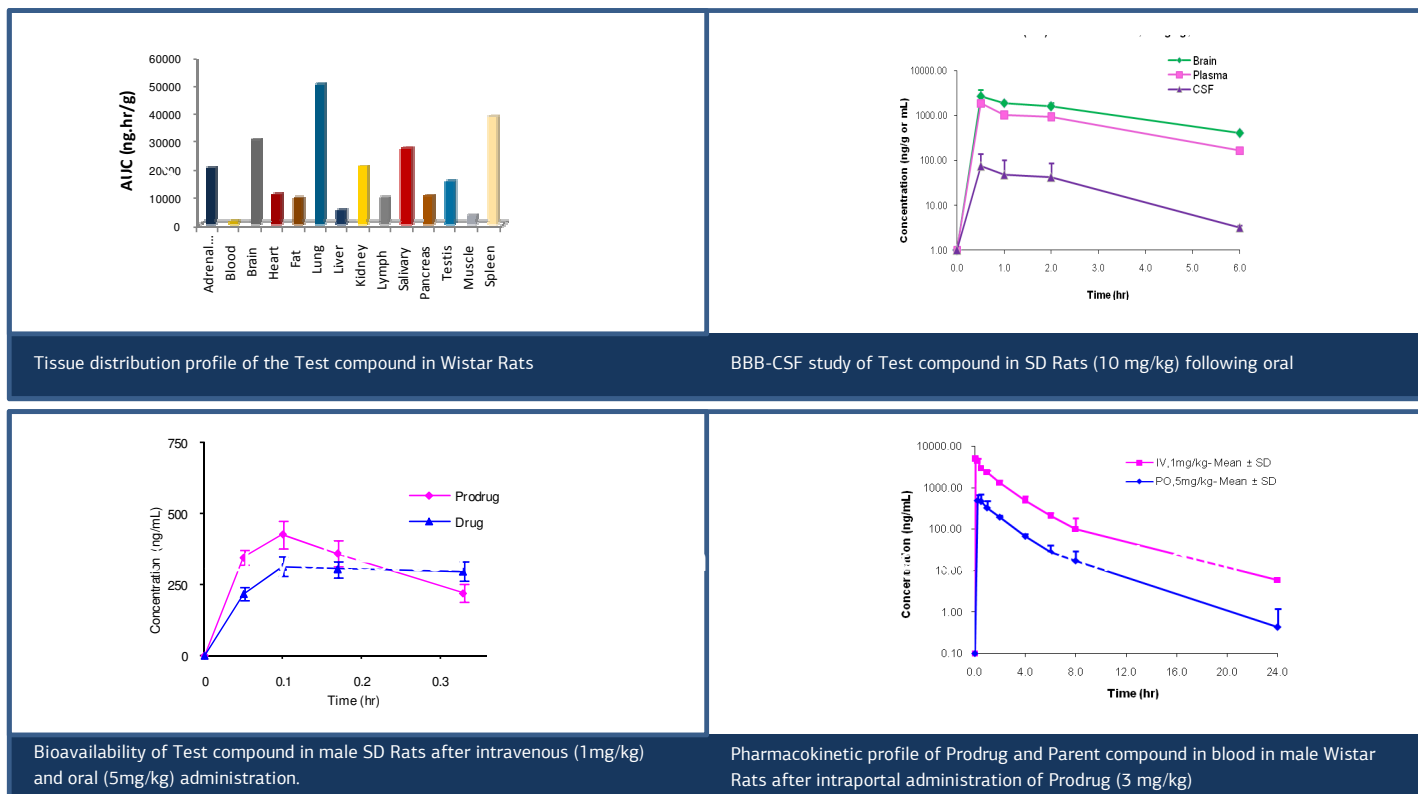 60000
50000
40000
30000
10000
0
AUC (ng.hr/g)
Adrenal...
Blood
Brain
Heart
Fat
Lung
Liver
Kidney
Lymph
Salivary
Pancreas
Testis
Muscle
Spleen
Tissue distribution profile of the Test compound in Wistar Rats
Brain
Plasma
CSF
10000.00
1000.00
100.00
10.00
1.00
Concentration (ng/g or mL)
0.0 1.0 2.0 3.0 4.0 5.0 6.0
Time (hr)
BBB-CSF study of Test compound in SD Rats (10 mg/kg) following oral
750
500
250
0
Concentration (ng/mL)
Prodrug
Drug
0 0.1 0.2 0.3
Time (hr)
Bioavailability of Test compound in male SD Rats after intravenous (1mg/kg)
and oral (5mg/kg) administration.
10000.00
1000.00
100.00
1.00
0.10
Concentration (ng/mL)
IV,1mg/kg-Mean ± SD
PO,5mg/kg-Mean ± SD
0.0 4.0 8.0 12.0 16.0 20.0 24.0
Time (hr)
Pharmacokinetic profile of Prodrug and Parent compound in blood in male Wistar
Rats after intraportal administration of Prodrug (3 mg/kg)